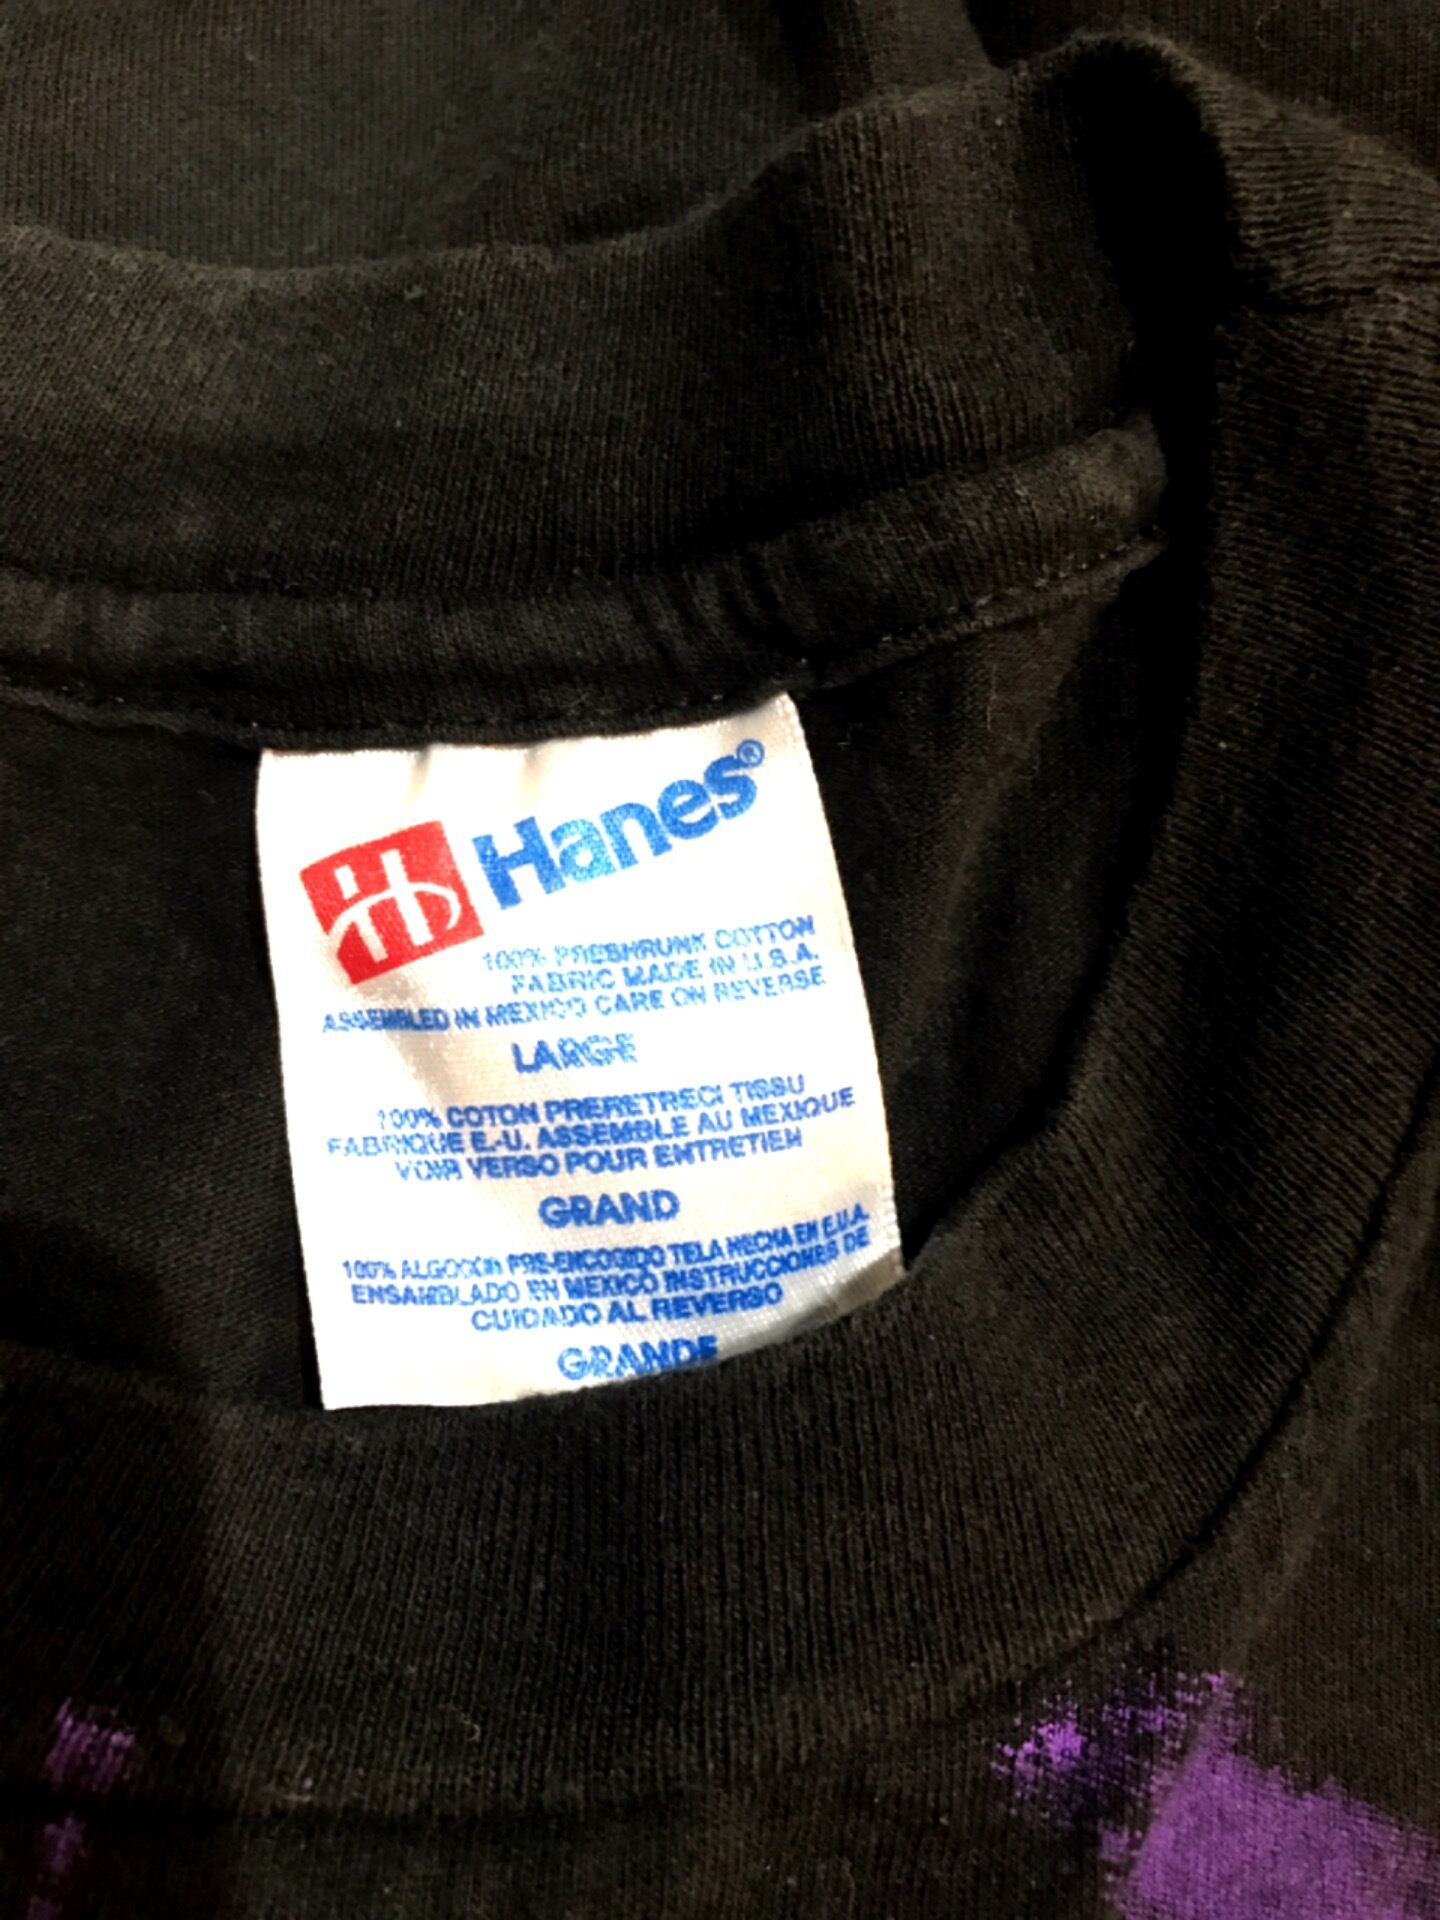 Hanes®
100% PRESHRUNK COTTON
FABRIC MADE IN U.S.A.
ASSEMBLED IN MEXICO CARE ON REVERSE
LARGE
100% COTON PRERETRECI TISSU
FABRIQUE E.-U. ASSEMBLE AU MEXIQUE
VOIR VERSO POUR ENTRETIEN
GRAND
100% ALGODON PRE-ENCOGIDO TELA HECHA EN E.U.A.
ENSAMBLADO EN MEXICO INSTRUCCIONES DE
CUIDADO AL REVERSO
GRANDE